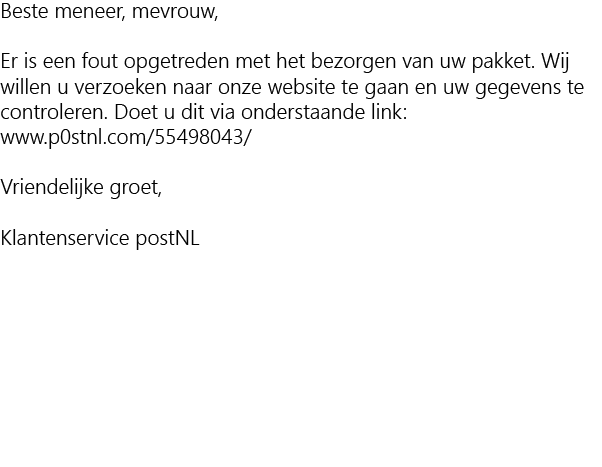 Beste meneer, mevrouw,
Er is een fout opgetreden met het bezorgen van uw pakket. Wij
willen u verzoeken naar onze website te gaan en uw gegevens te
controleren. Doet u dit via onderstaande link:
www.p0stnl.com/55498043/
Vriendelijke groet,
Klantenservice postNL